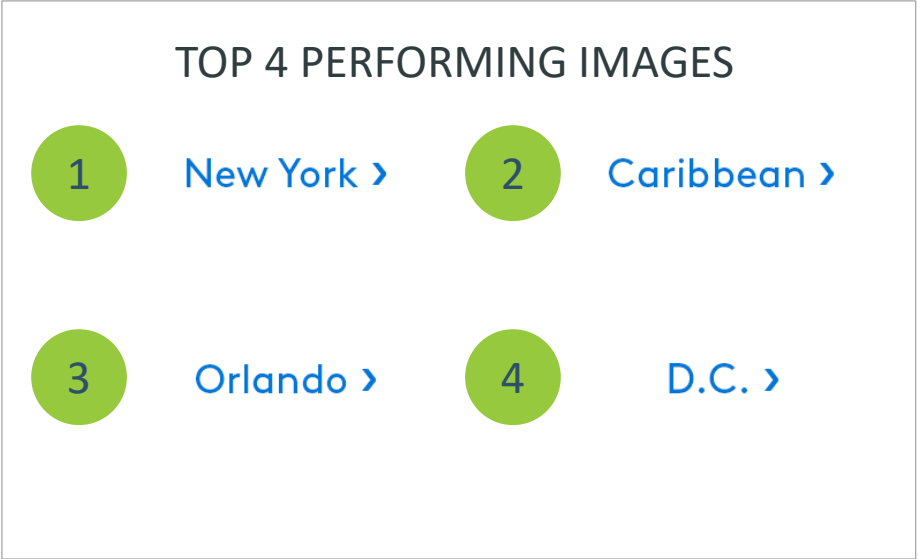 TOP 4 PERFORMING IMAGES
1 New York › 2 Caribbean ›
3 Orlando › 4 D.C. ›